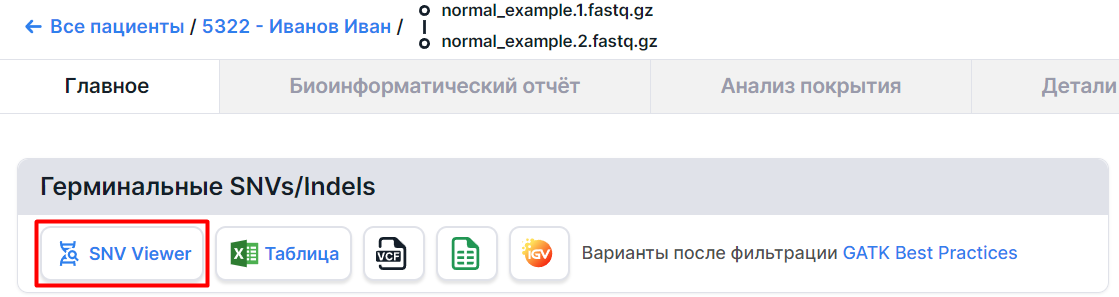 ← Все пациенты / 5322 - Иванов Иван / normal_example.1.fastq.gz
normal_example.2.fastq.gz
Главное Биоинформатический отчёт Анализ покрытия Детали
Герминальные SNVs/Indels
SNV Viewer Таблица VCF IGV Варианты после фильтрации GATK Best Practices